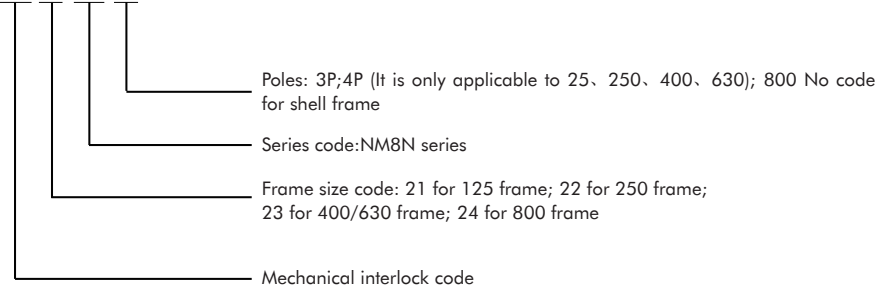 Poles: 3P;4P (It is only applicable to 25、250、400、630); 800 No code
for shell frame
Series code:NM8N series
Frame size code: 21 for 125 frame; 22 for 250 frame;
23 for 400/630 frame; 24 for 800 frame
Mechanical interlock code